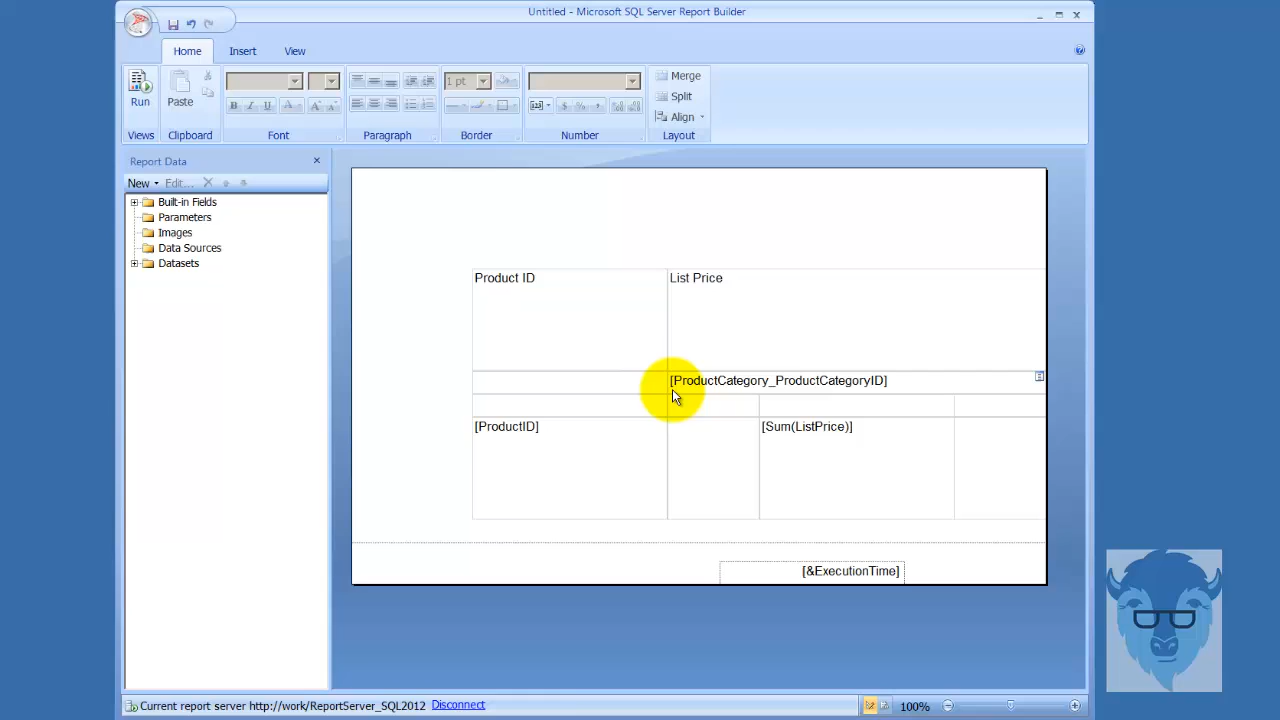 Untitled - Microsoft SQL Server Report Builder
Home Insert View
Run Paste 1 pt Merge
Split
Align
Views Clipboard Font Paragraph Border Number Layout
Report Data
New Edit...
Built-in Fields
Parameters
Images
Data Sources
Datasets
Product ID List Price
[ProductCategory_ProductCategoryID]
[ProductID] [Sum(ListPrice)]
[&ExecutionTime]
Current report server http://work/ReportServer_SQL2012 Disconnect 100%